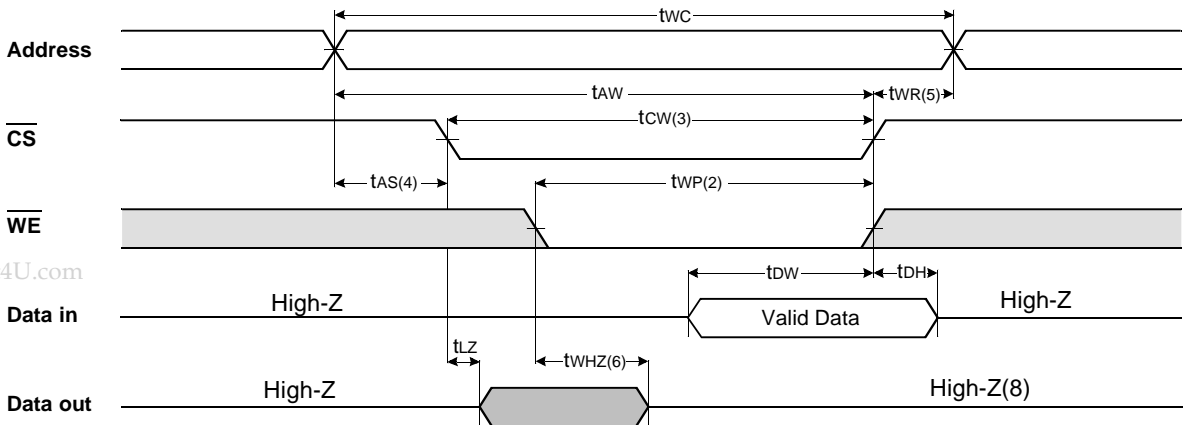 tWC
Address
tAW
tWR(5)
tCW(3)
CS
tAS(4)
tWP(2)
WE
4U.com
tDW
tDH
High-Z
High-Z
Data in
Valid Data
tLZ
tWHZ(6)
High-Z
High-Z(8)
Data out